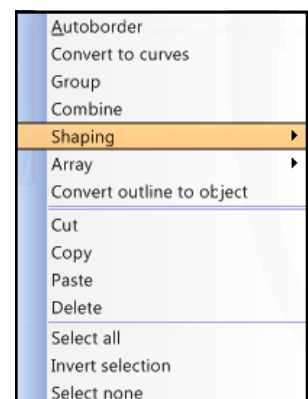 Autoborder
Convert to curves
Group
Combine
Shaping
Array
Convert outline to object
Cut
Copy
Paste
Delete
Select all
Invert selection
Select none